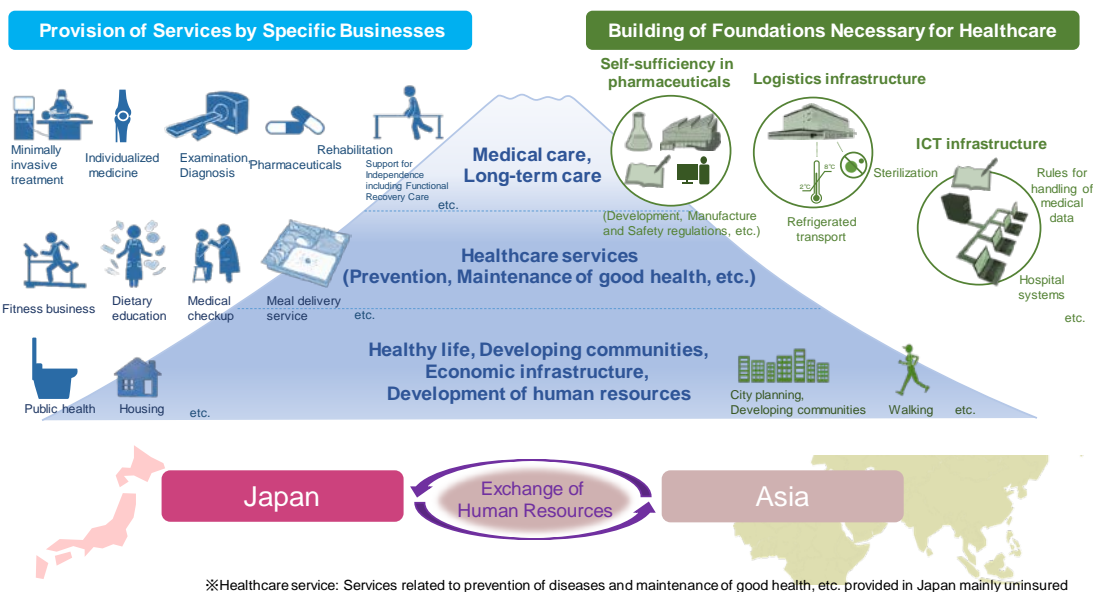 Provision of Services by Specific Businesses
Building of Foundations Necessary for Healthcare
Minimally
invasive
treatment
Individualized
medicine
Examination,
Diagnosis
Pharmaceuticals
Rehabilitation
Support for
Independence
including Functional
Recovery Care
etc.
Medical care,
Long-term care
Self-sufficiency in
pharmaceuticals
(Development, Manufacture
and Safety regulations, etc.)
Logistics infrastructure
8℃
2℃
Sterilization
Refrigerated
transport
ICT infrastructure
Rules for
handling of
medical
data
Hospital
systems
etc.
Fitness business
Dietary
education
Medical
checkup
Meal delivery
service
etc.
Healthcare services
(Prevention, Maintenance of good health, etc.)
Public health
Housing
etc.
Healthy life, Developing communities,
Economic infrastructure,
Development of human resources
City planning,
Developing communities
Walking
etc.
Japan
Exchange of
Human Resources
Asia
※Healthcare service: Services related to prevention of diseases and maintenance of good health, etc. provided in Japan mainly uninsured